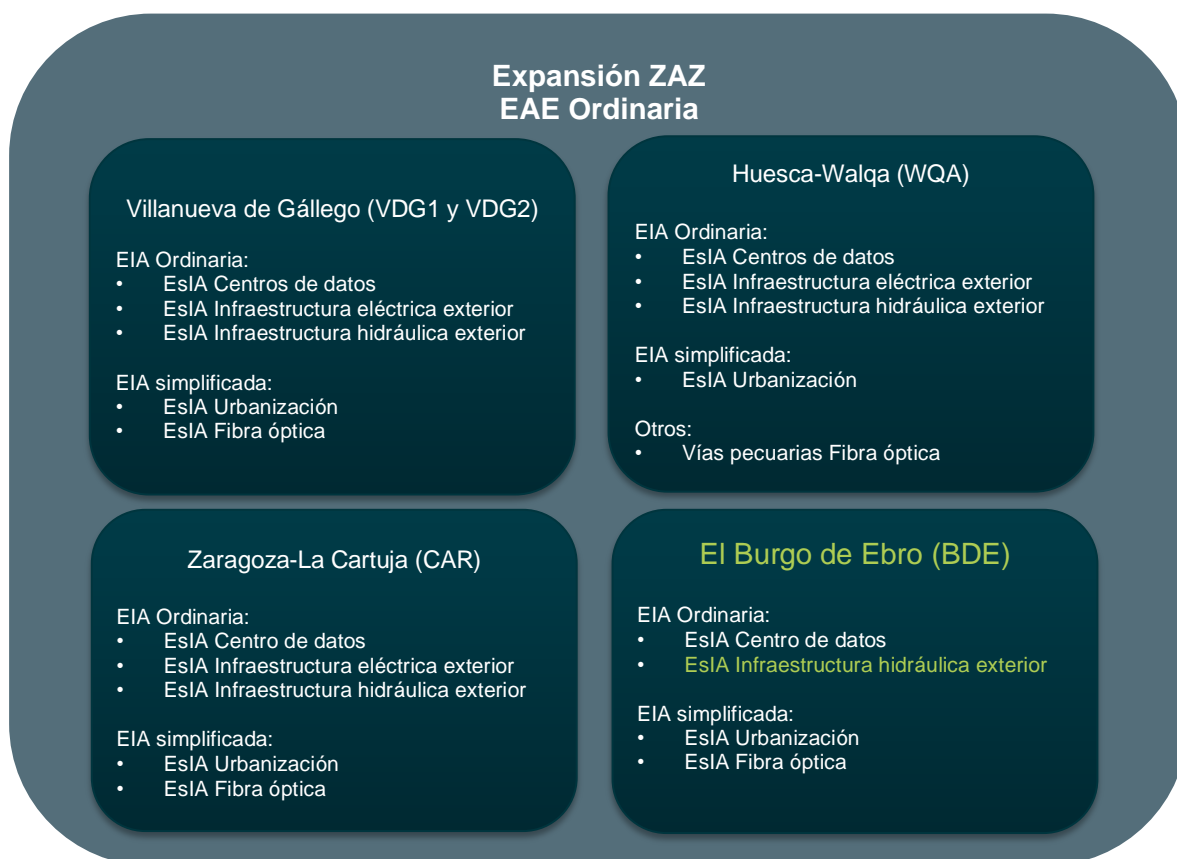 Expansión ZAZ
EAE Ordinaria
Villanueva de Gállego (VDG1 y VDG2)
EIA Ordinaria:
• EsIA Centros de datos
• EsIA Infraestructura eléctrica exterior
• EsIA Infraestructura hidráulica exterior
EIA simplificada:
• EsIA Urbanización
• EsIA Fibra óptica
Huesca-Walqa (WQA)
EIA Ordinaria:
• EsIA Centros de datos
• EsIA Infraestructura eléctrica exterior
• EsIA Infraestructura hidráulica exterior
EIA simplificada:
• EsIA Urbanización
Otros:
• Vías pecuarias Fibra óptica
Zaragoza-La Cartuja (CAR)
EIA Ordinaria:
• EsIA Centro de datos
• EsIA Infraestructura eléctrica exterior
• EsIA Infraestructura hidráulica exterior
EIA simplificada:
• EsIA Urbanización
• EsIA Fibra óptica
El Burgo de Ebro (BDE)
EIA Ordinaria:
• EsIA Centro de datos
• EsIA Infraestructura hidráulica exterior
EIA simplificada:
• EsIA Urbanización
• EsIA Fibra óptica